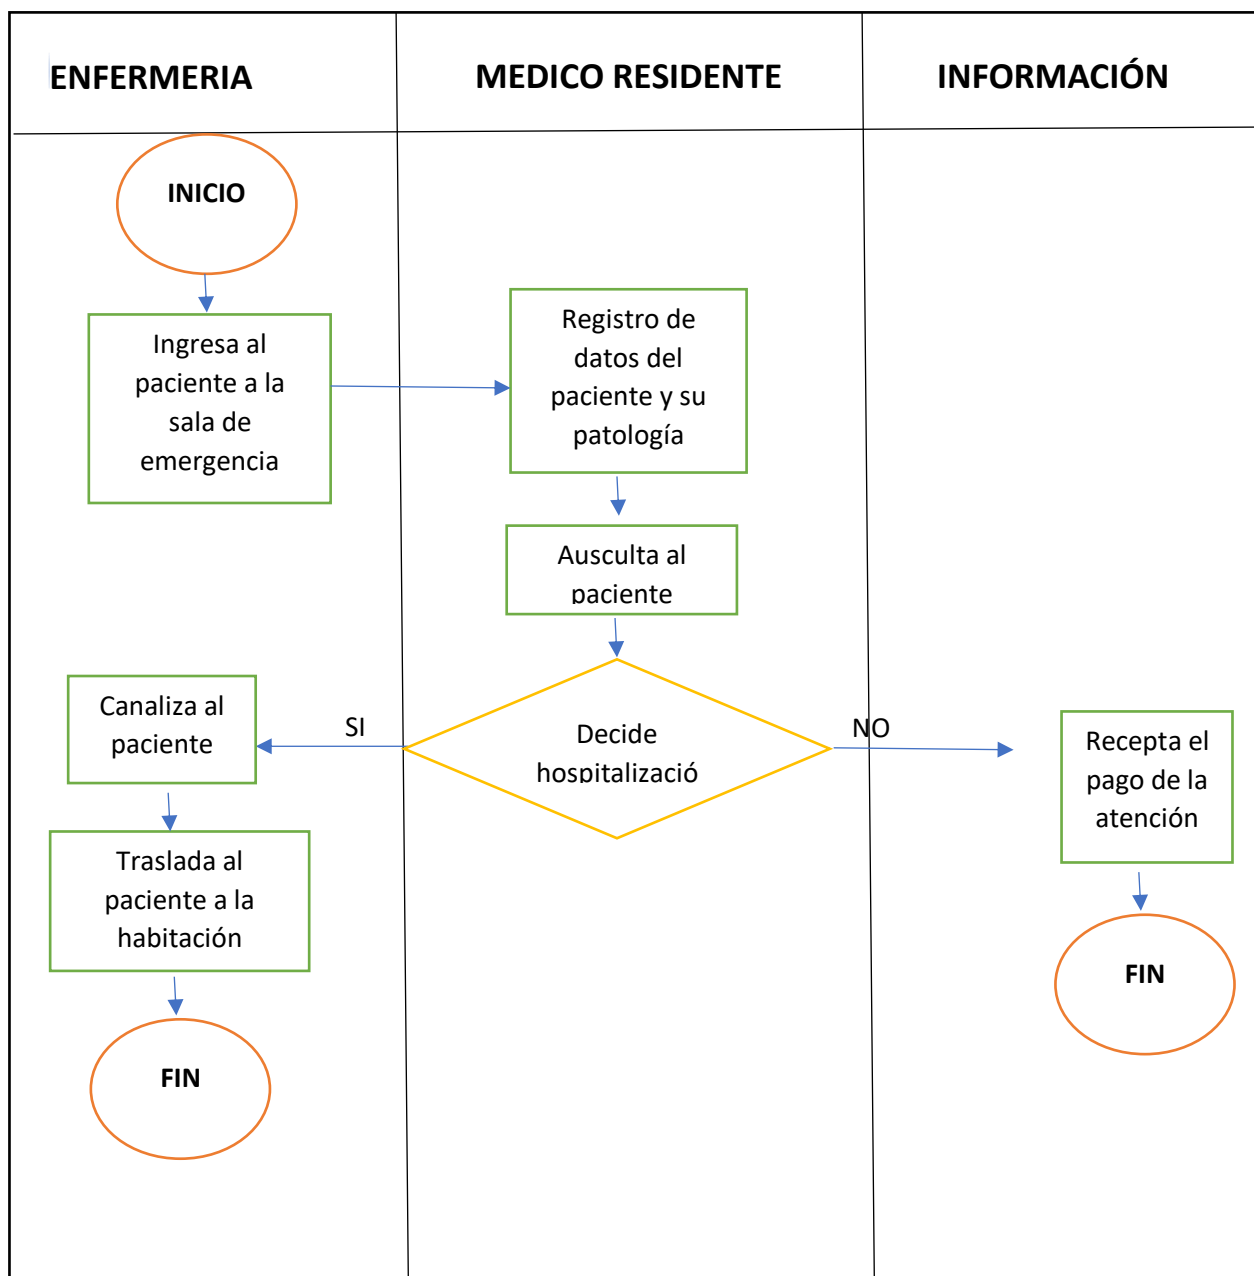 ENFERMERIA
MEDICO RESIDENTE
INFORMACIÓN
INICIO
Ingresa al
paciente a la
sala de
emergencia
Registro de
datos del
paciente y su
patología
Ausculta al
paciente
Decide
hospitalizació
SI
NO
Canaliza al
paciente
Traslada al
paciente a la
habitación
FIN
Recepta el
pago de la
atención
FIN